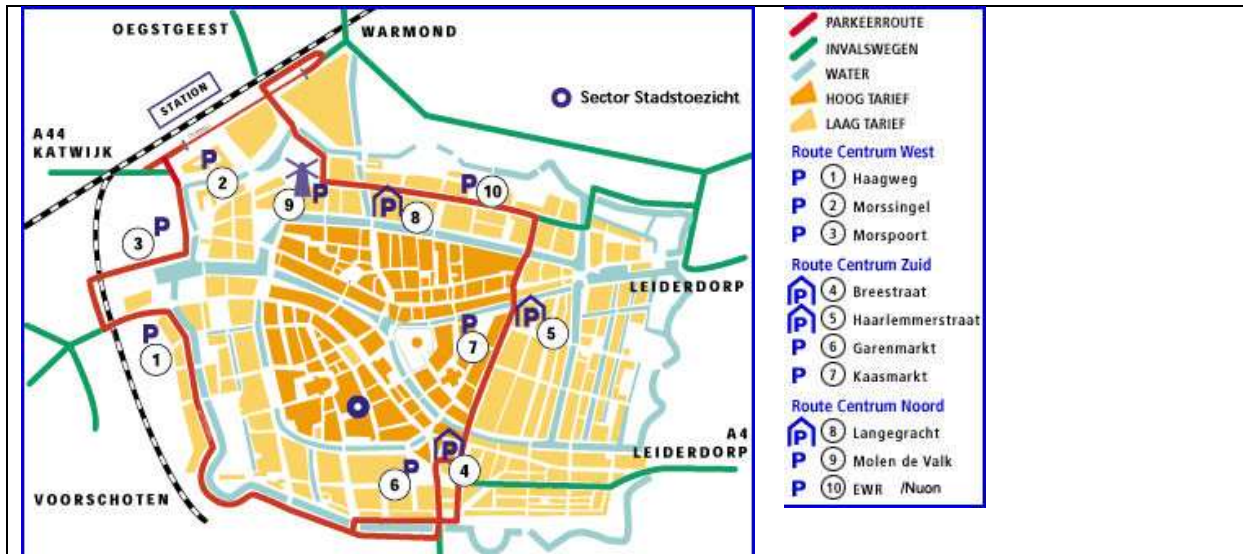 OEGSTGEEST
WARMOND
STATION
Sector Stadstoezicht
A44
KATWIJK
P
2
P
10
9
P
P
8
3
P
LEIDERDORP
P
5
P
7
P
1
A4
LEIDERDORP
P
4
P
6
VOORSCHOTEN
PARKEERROUTE
INVALSWEGEN
WATER
HOOG TARIEF
LAAG TARIEF
Route Centrum West
P 1 Haagweg
P 2 Morssingel
P 3 Morspoort
Route Centrum Zuid
P 4 Breestraat
P 5 Haarlemmerstraat
P 6 Garenmarkt
P 7 Kaasmarkt
Route Centrum Noord
P 8 Langegracht
P 9 Molen de Valk
P 10 EWR /Nuon